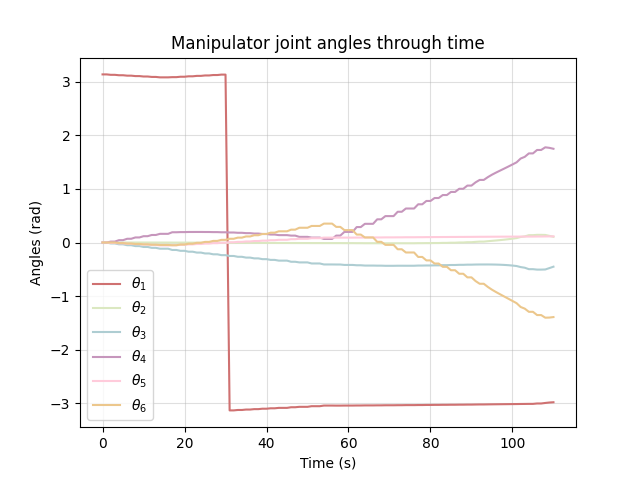 Manipulator joint angles through time
3
2
1
0
−1
−2
−3
Angles (rad)
θ1
θ2
θ3
θ4
θ5
θ6
0 20 40 60 80 100
Time (s)